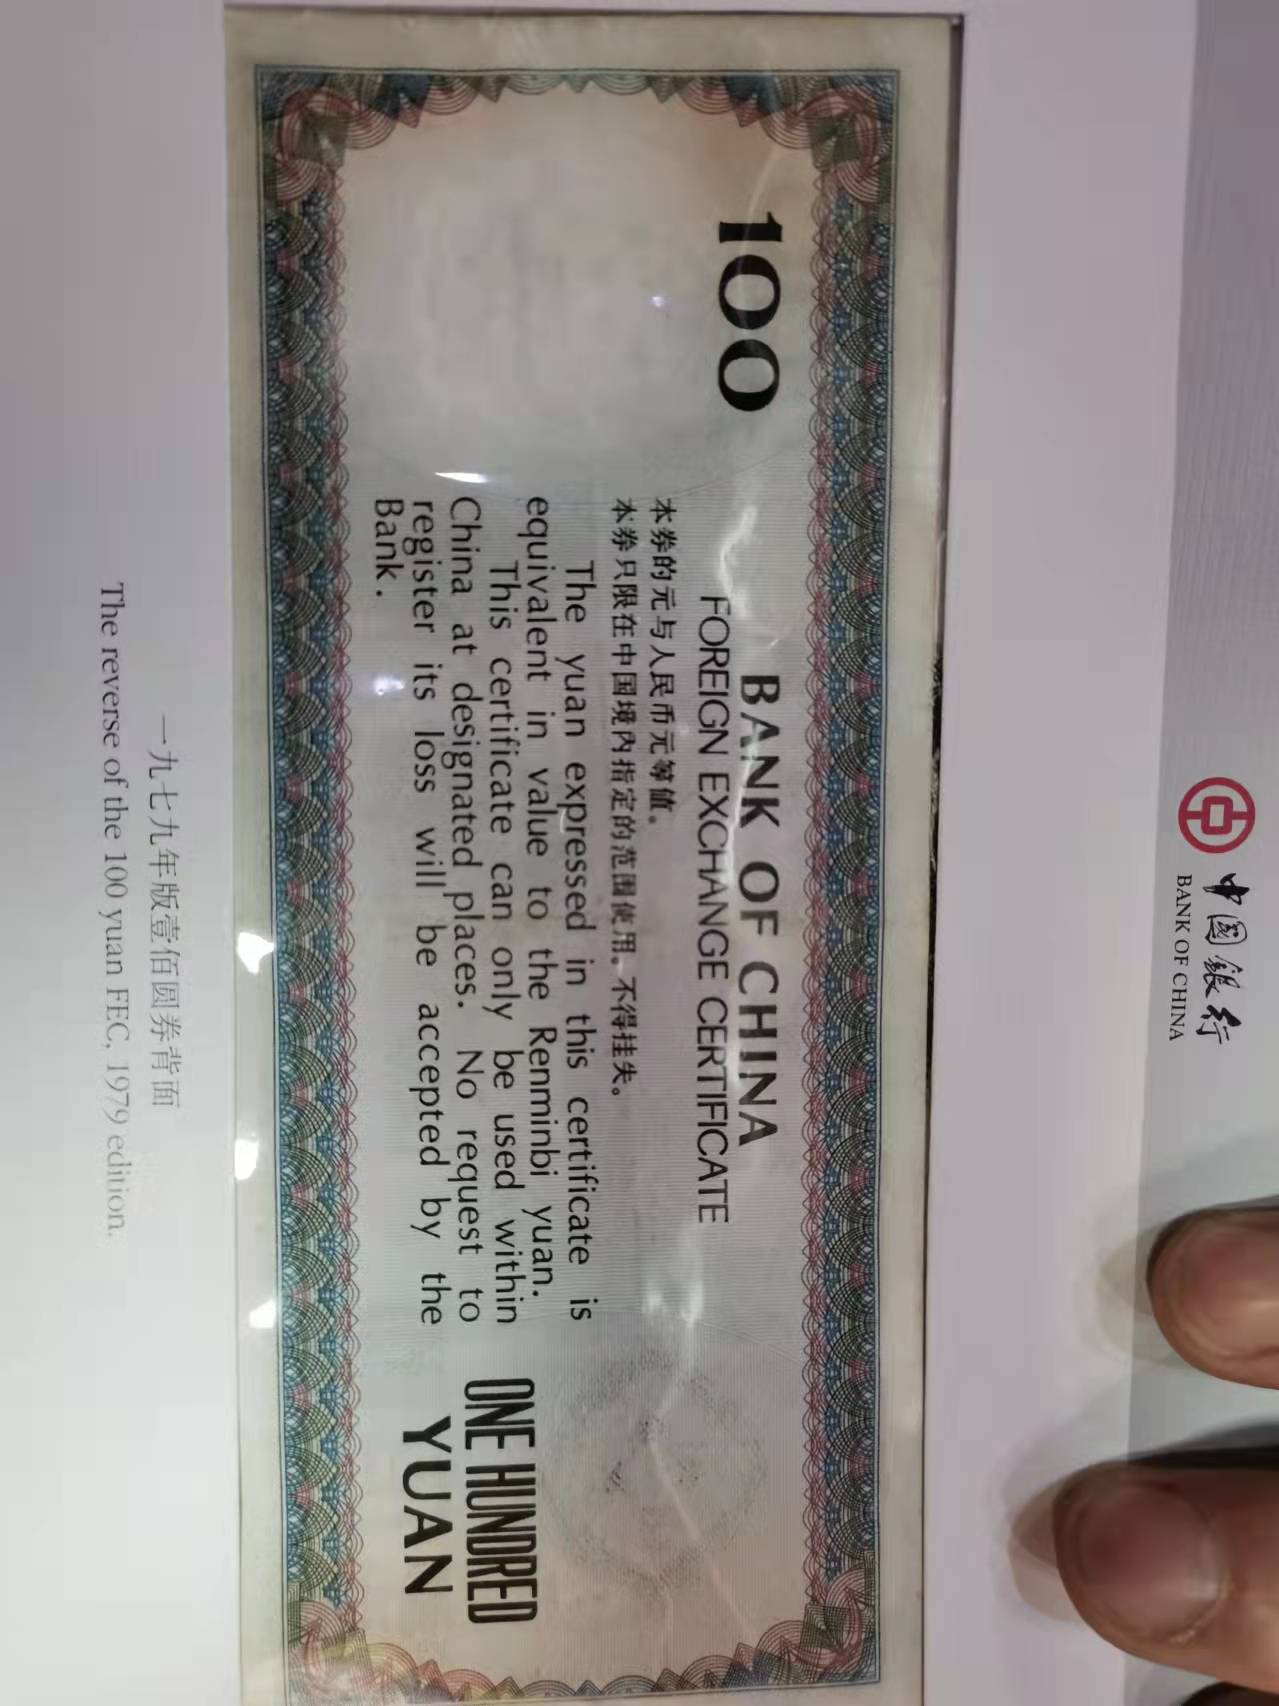 中國銀行
BANK OF CHINA
100
BANK OF CHINA
FOREIGN EXCHANGE CERTIFICATE
本券的元与人民币元等值。
本券只限在中国境内指定的范围使用。不得挂失。
The yuan expressed in this certificate is
equivalent in value to the Renminbi yuan.
This certificate can only be used within
China at designated places. No request to
register its loss will be accepted by the
Bank.
ONE HUNDRED
YUAN
一九七九年版壹佰圆券背面
The reverse of the 100 yuan FEC, 1979 edition.